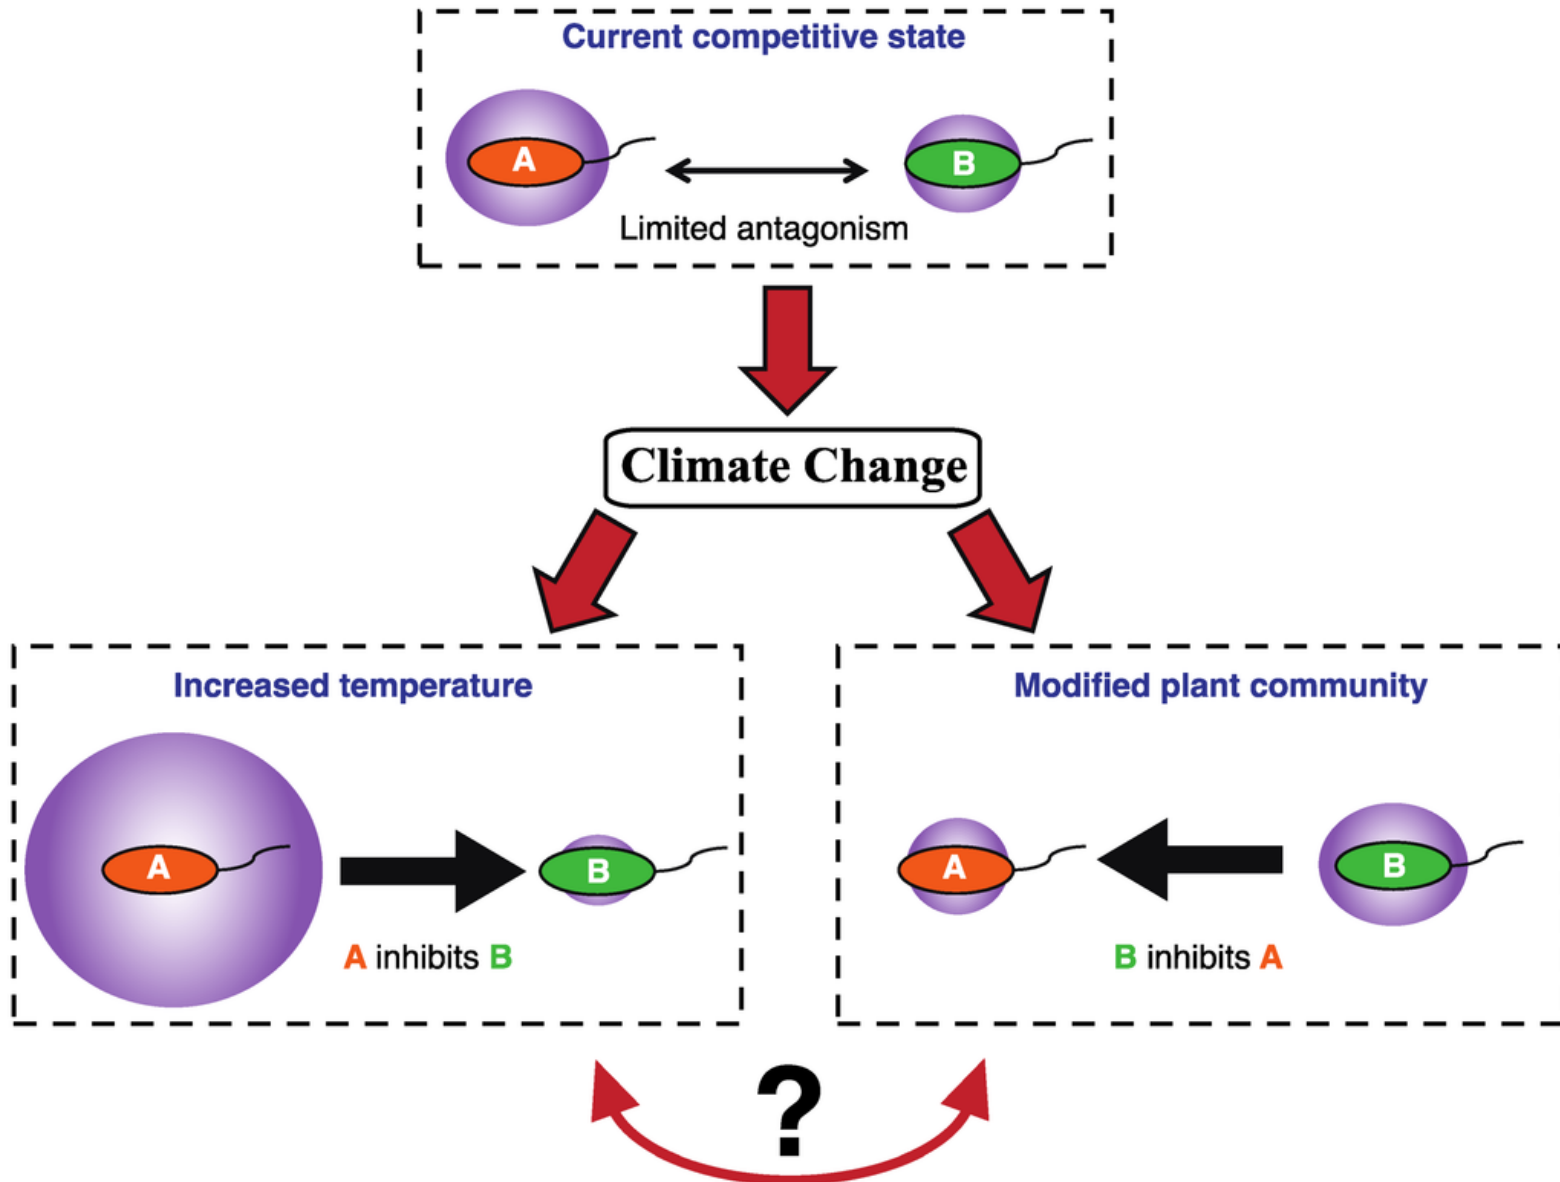 Current competitive state
A
B
Limited antagonism
Climate Change
Increased temperature
A
B
A inhibits B
Modified plant community
A
B
B inhibits A
?